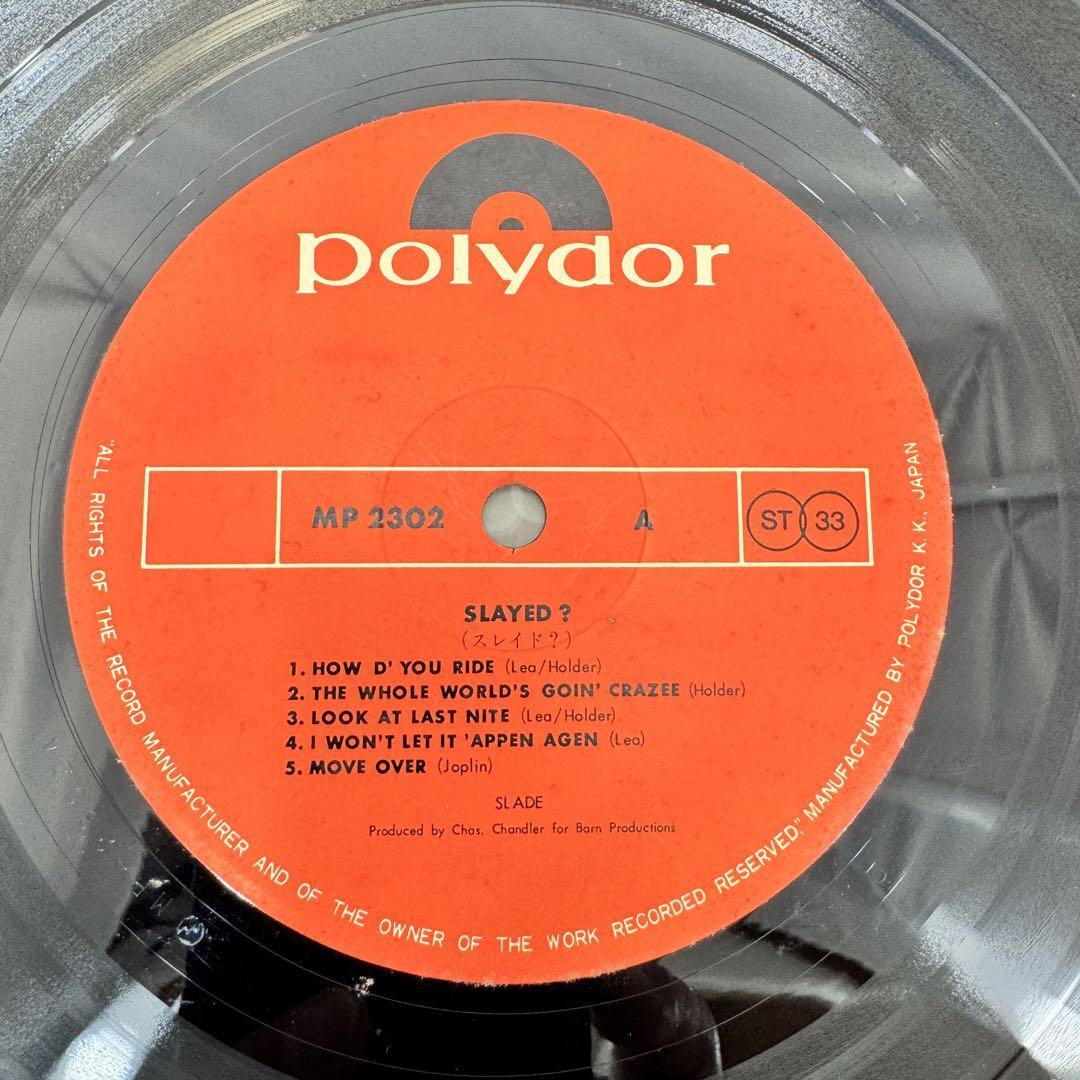 polydor
MP 2302 A ST 33
SLAYED ?
(スレイド?)
1. HOW D' YOU RIDE (Lea/Holder)
2. THE WHOLE WORLD'S GOIN' CRAZEE (Holder)
3. LOOK AT LAST NITE (Lea/Holder)
4. I WON'T LET IT 'APPEN AGEN (Lea)
5. MOVE OVER (Joplin)
SLADE
Produced by Chas. Chandler for Barn Productions
"ALL RIGHTS OF THE RECORD MANUFACTURER AND OF THE OWNER OF THE WORK RECORDED RESERVED," MANUFACTURED BY POLYDOR K. K., JAPAN